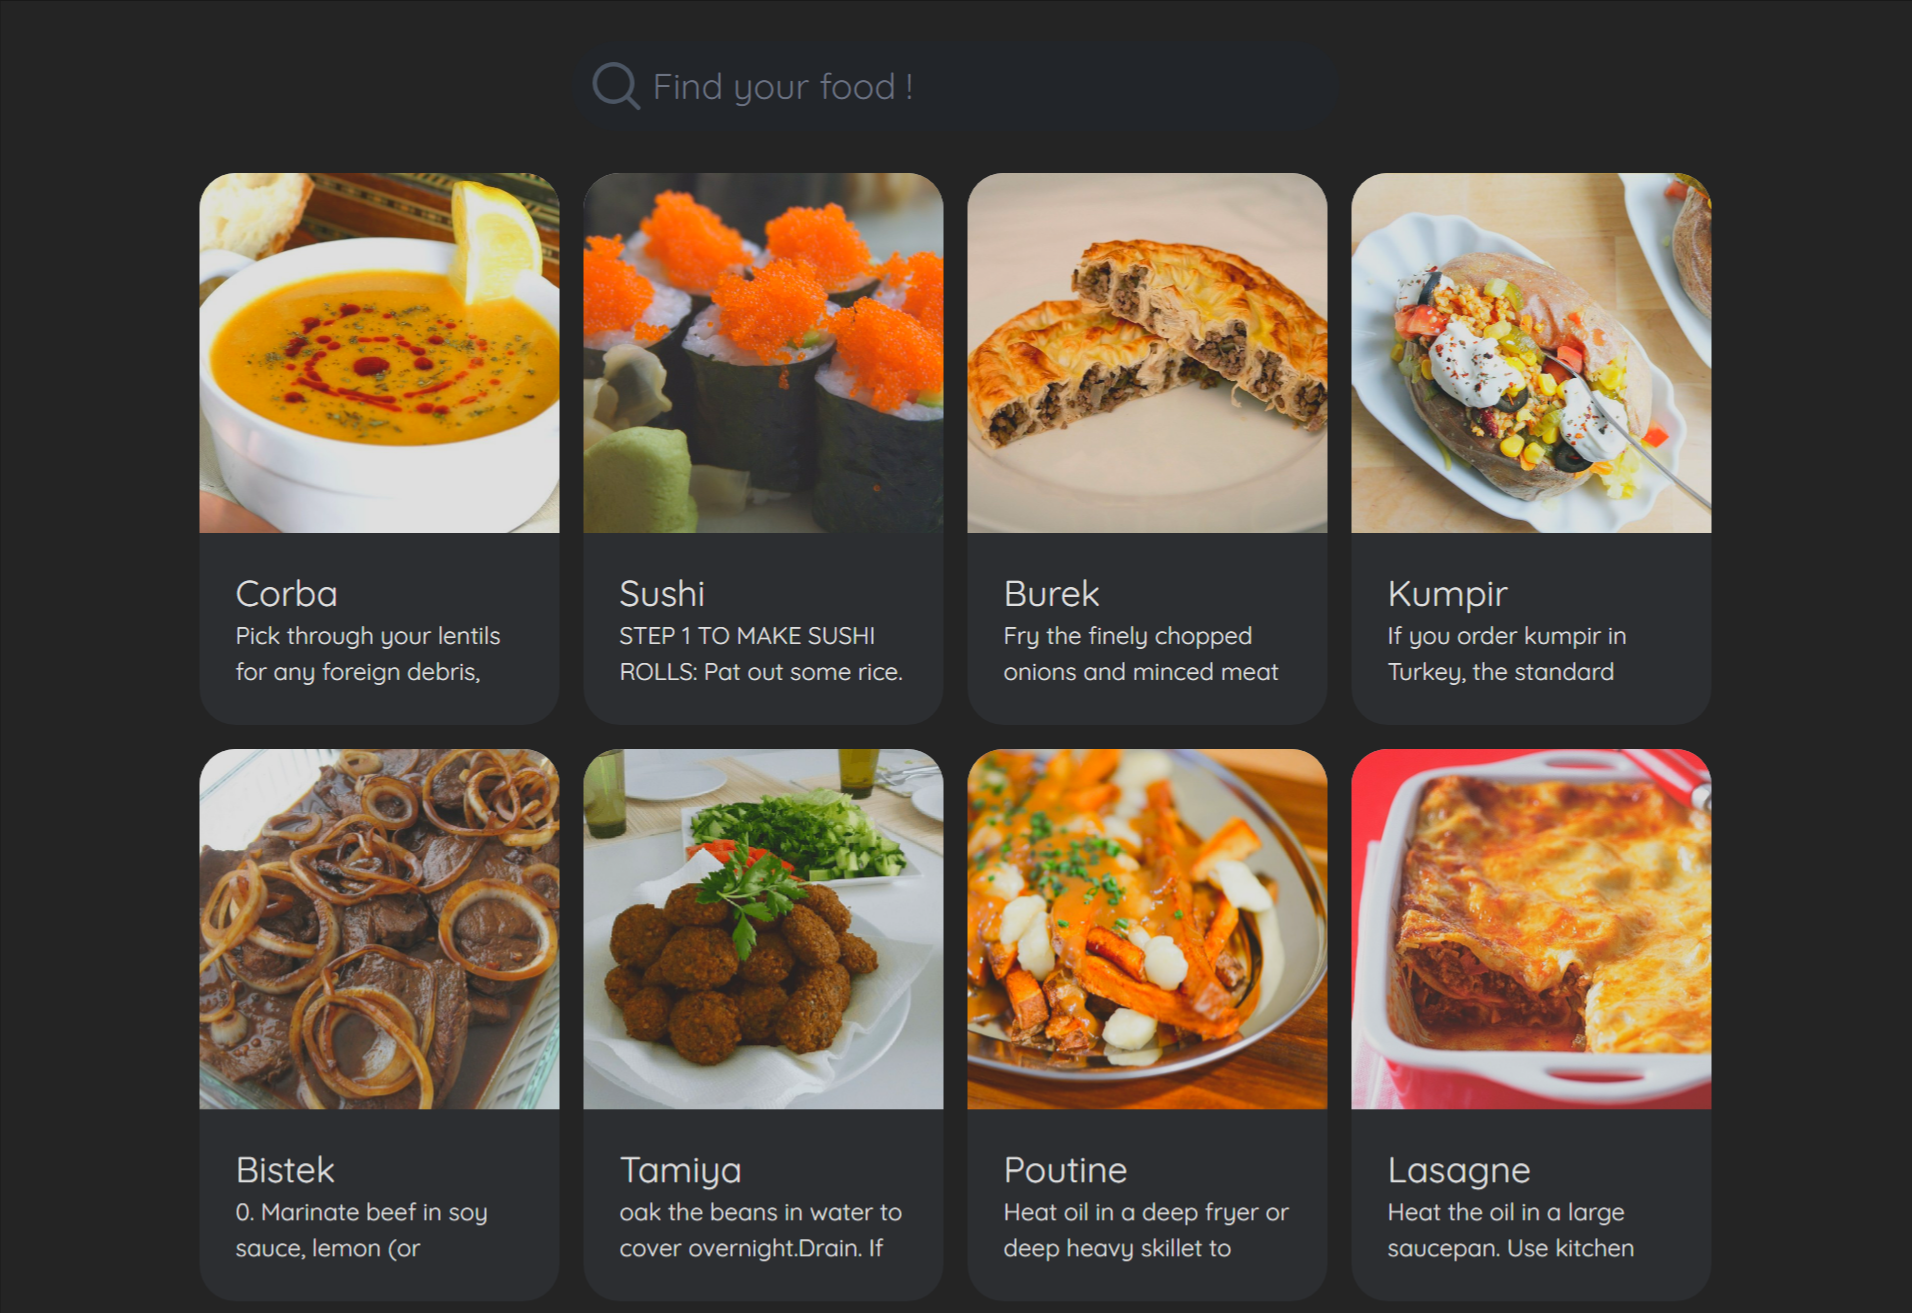 Find your food !
Corba
Pick through your lentils
for any foreign debris,
Sushi
STEP 1 TO MAKE SUSHI
ROLLS: Pat out some rice.
Burek
Fry the finely chopped
onions and minced meat
Kumpir
If you order kumpir in
Turkey, the standard
Bistek
0. Marinate beef in soy
sauce, lemon (or
Tamiya
oak the beans in water to
cover overnight.Drain. If
Poutine
Heat oil in a deep fryer or
deep heavy skillet to
Lasagne
Heat the oil in a large
saucepan. Use kitchen